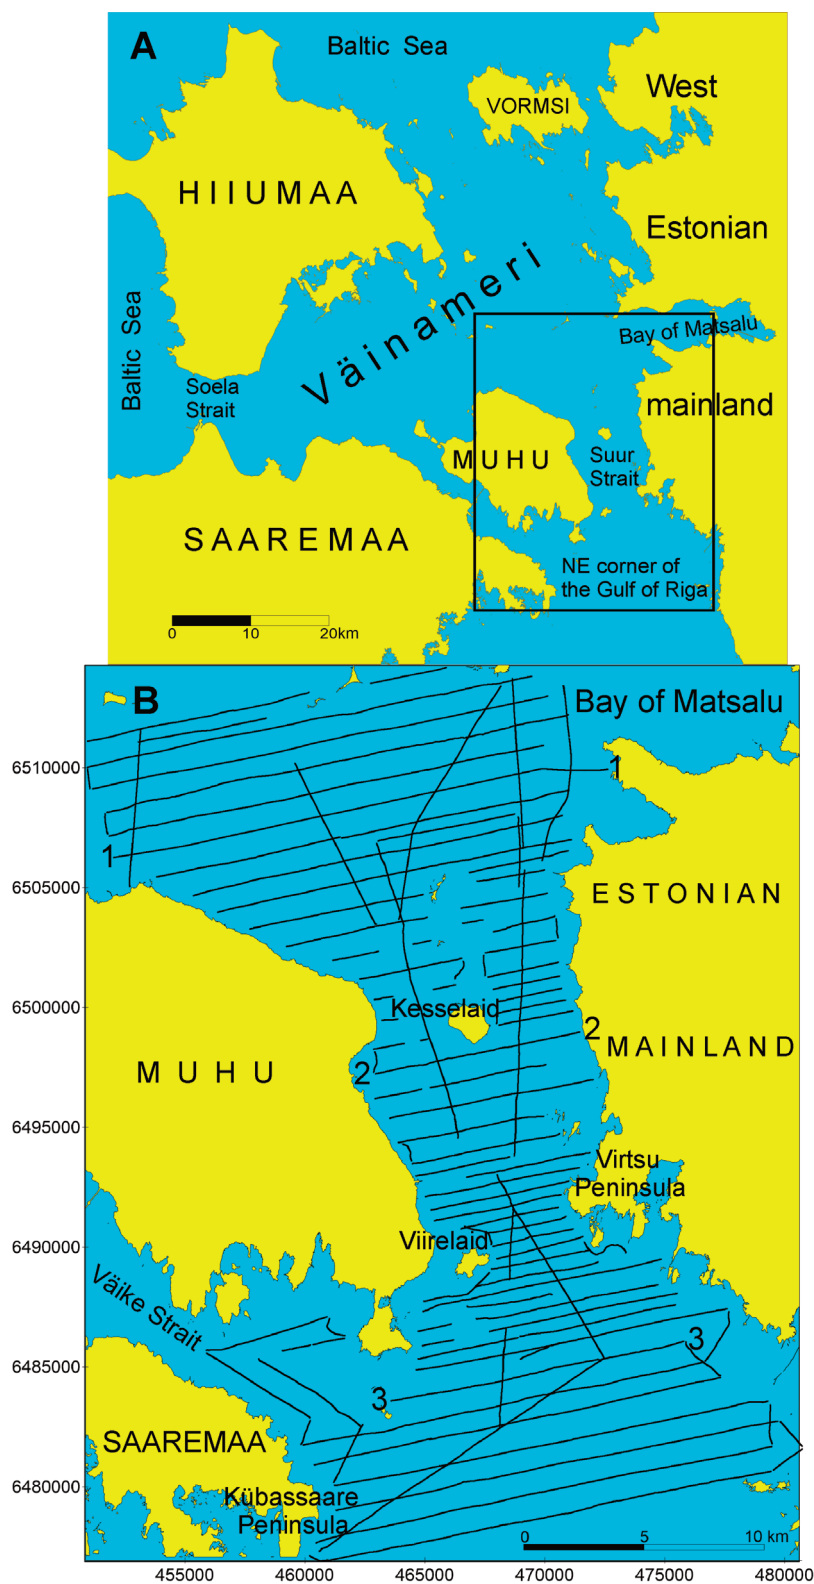 A
Baltic Sea
VORMSI
West
HIIUMAA
Estonian
Väinameri
Baltic Sea
Bay of Matsalu
Soela
Strait
mainland
MUHU
Suur
Strait
SAAREMAA
NE corner of
the Gulf of Riga
0 10 20km
B
Bay of Matsalu
6510000
1
1
6505000
ESTONIAN
6500000
Kesselaid
2
MAINLAND
MUHU
2
6495000
Virtsu
Peninsula
6490000
Viirelaid
Väike Strait
6485000
3
3
SAAREMAA
6480000
Kübassaare
Peninsula
0 5 10 km
455000 460000 465000 470000 475000 480000